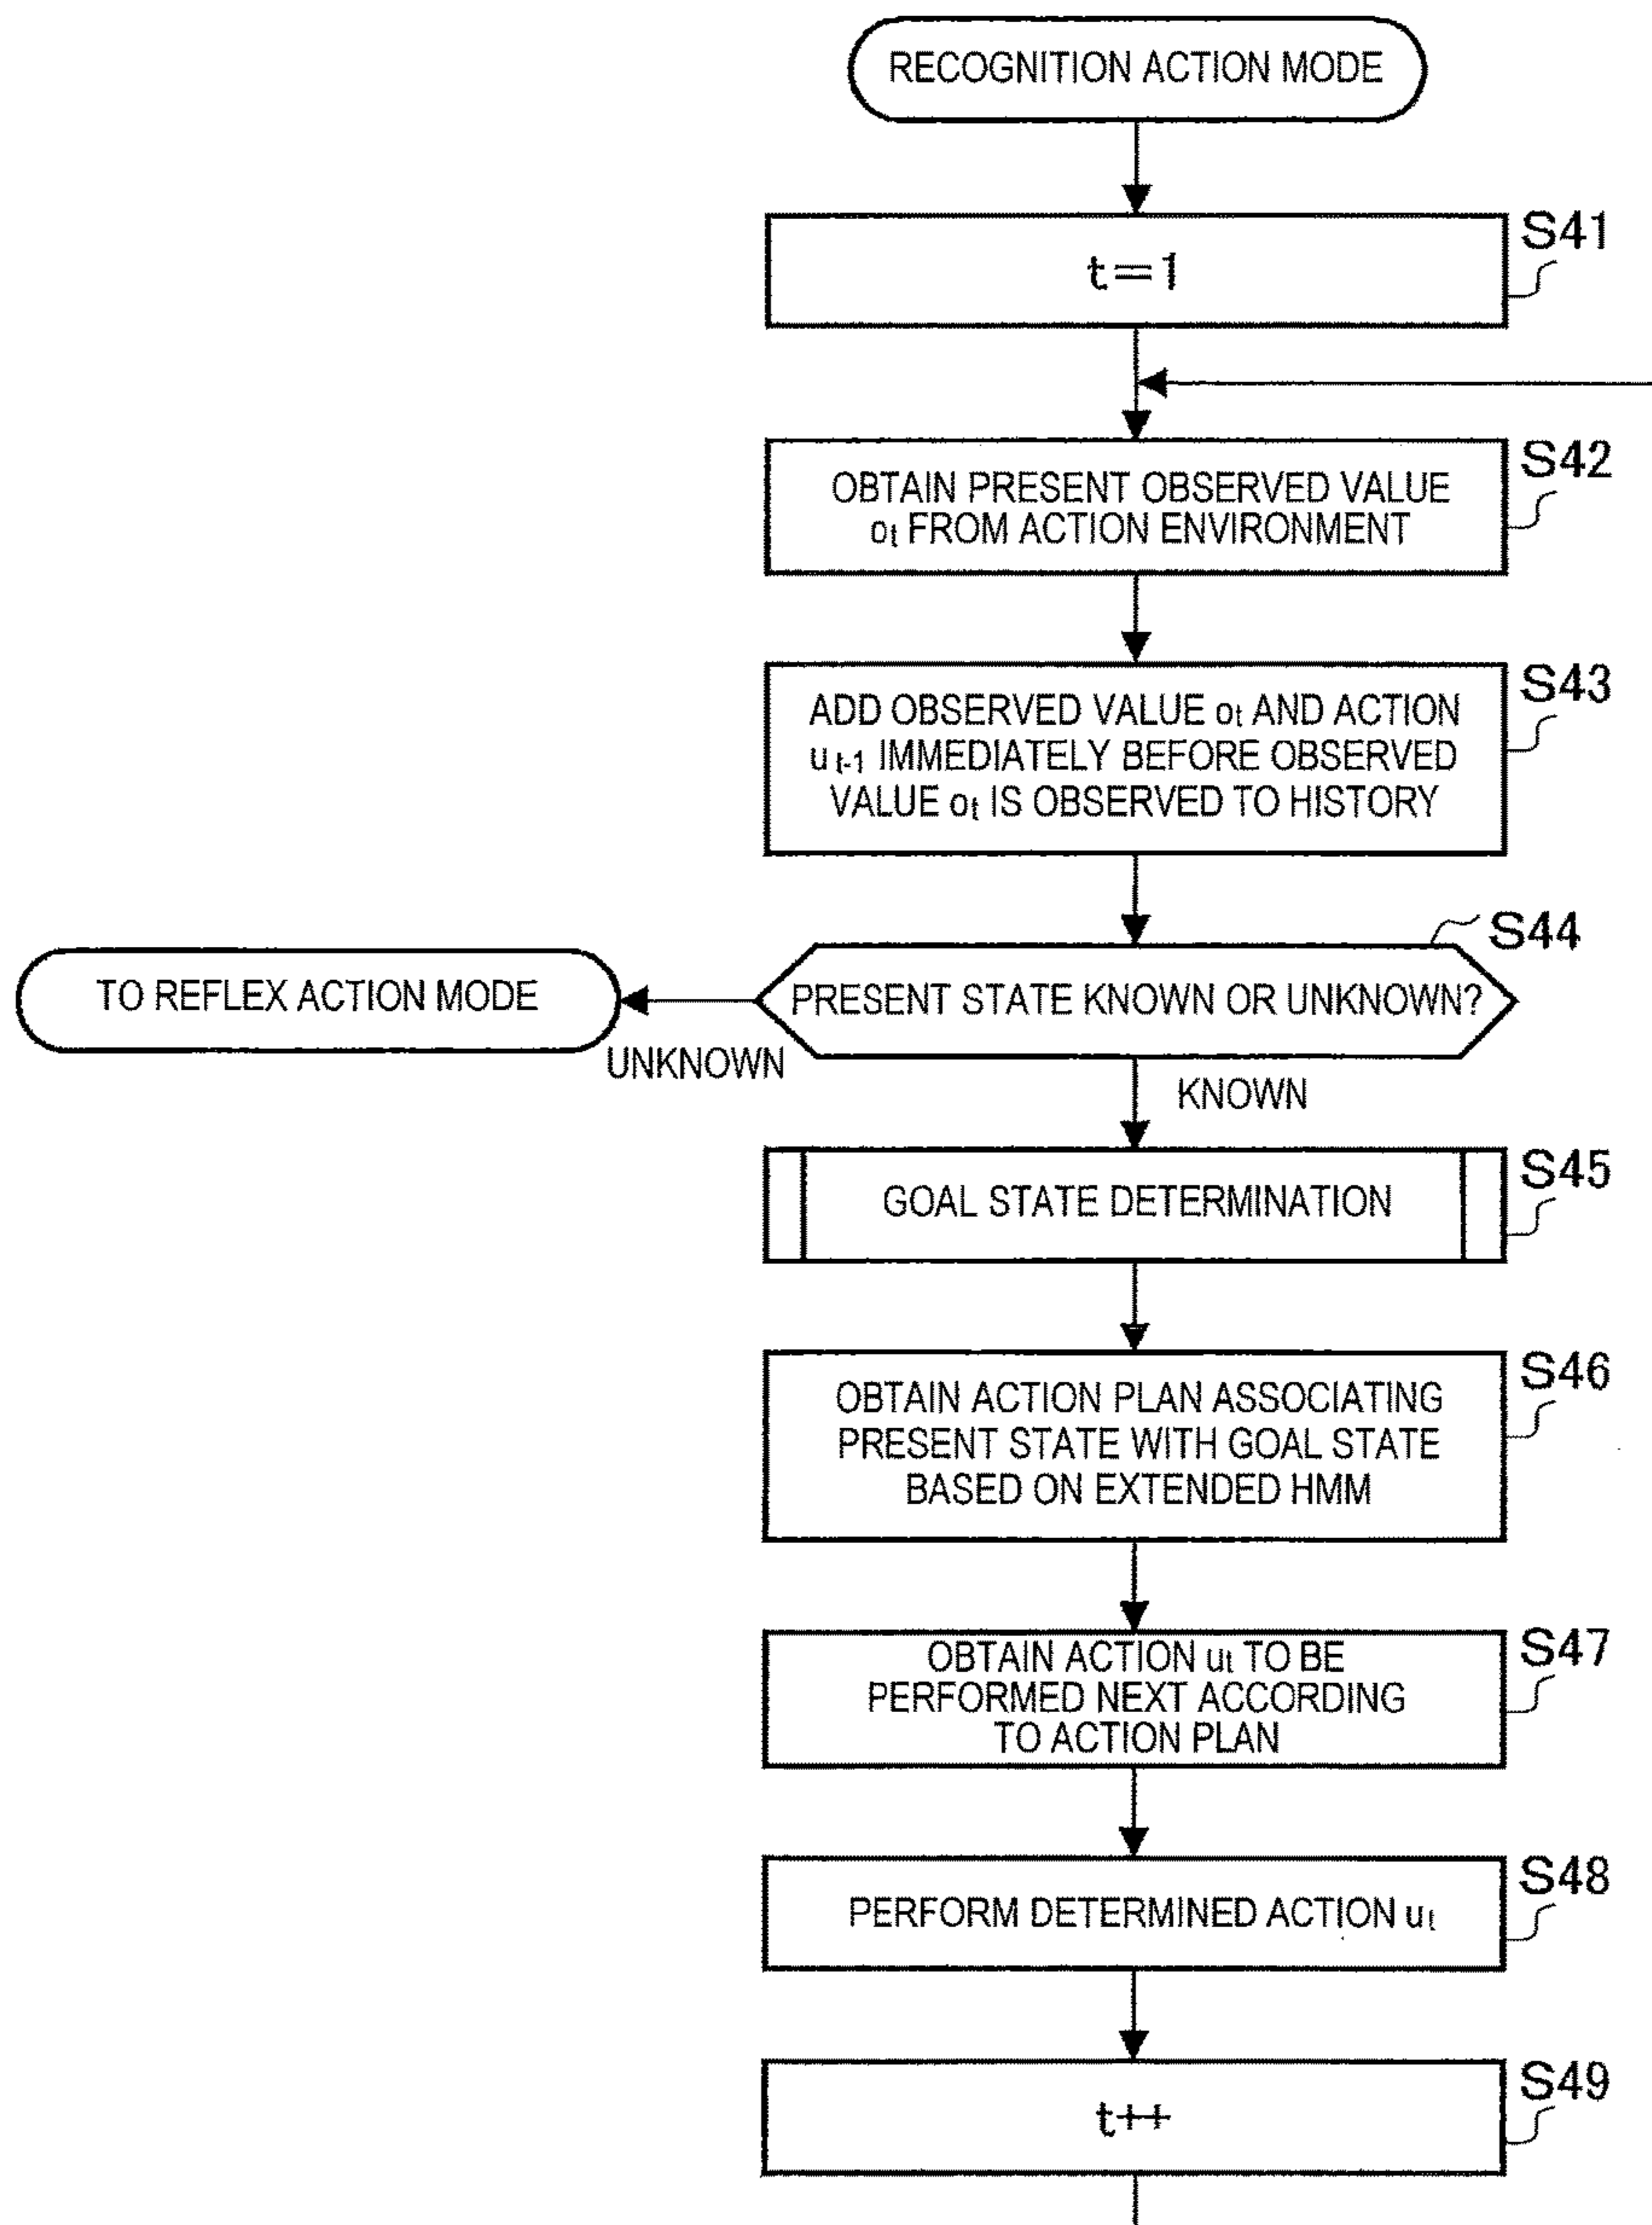 RECOGNITION ACTION MODE
S41
t=1
S42
OBTAIN PRESENT OBSERVED VALUE
ot FROM ACTION ENVIRONMENT
S43
ADD OBSERVED VALUE ot AND ACTION
ut-1 IMMEDIATELY BEFORE OBSERVED
VALUE ot IS OBSERVED TO HISTORY
S44
TO REFLEX ACTION MODE
PRESENT STATE KNOWN OR UNKNOWN?
UNKNOWN
KNOWN
S45
GOAL STATE DETERMINATION
S46
OBTAIN ACTION PLAN ASSOCIATING
PRESENT STATE WITH GOAL STATE
BASED ON EXTENDED HMM
S47
OBTAIN ACTION ut TO BE
PERFORMED NEXT ACCORDING
TO ACTION PLAN
S48
PERFORM DETERMINED ACTION ut
S49
t++